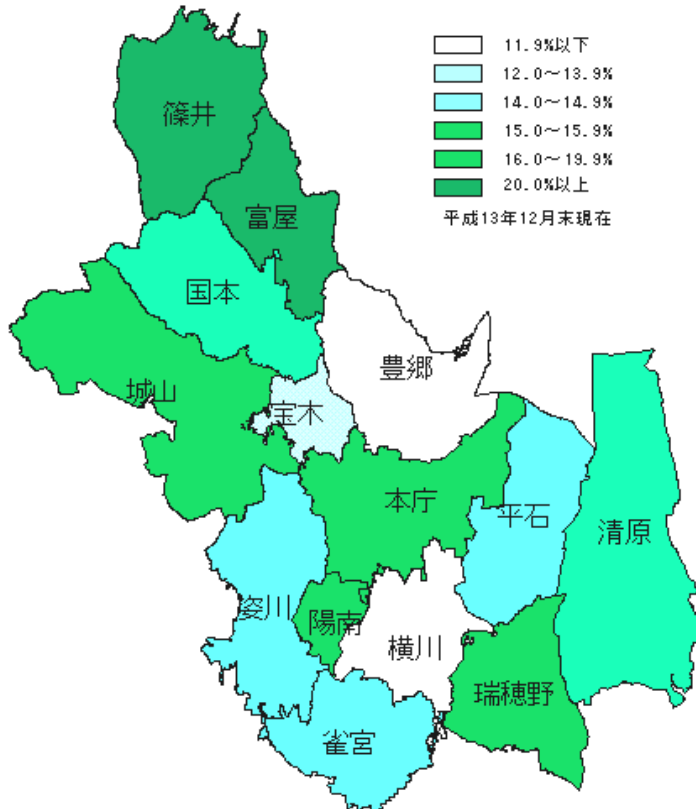 11.9%以下
12.0～13.9%
14.0～14.9%
15.0～15.9%
16.0～19.9%
20.0%以上
平成13年12月末現在
篠井
富屋
国本
豊郷
城山
宝木
本庁
平石
清原
姿川
陽南
横川
瑞穂野
雀宮